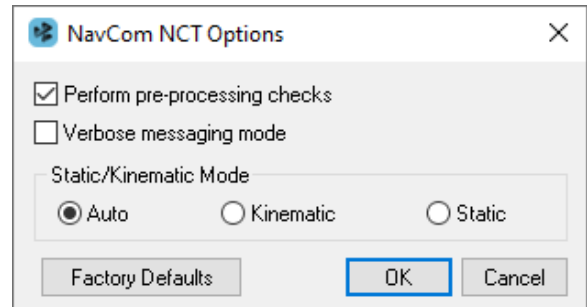 NavCom NCT Options
Perform pre-processing checks
Verbose messaging mode
Static/Kinematic Mode
Auto Kinematic Static
Factory Defaults OK Cancel